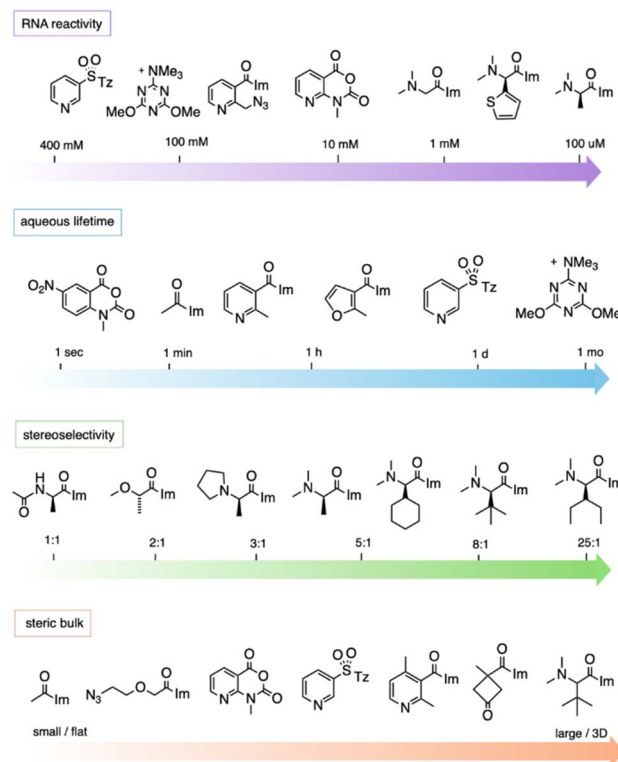 RNA reactivity
O O
S
Tz
N
+ NMe3
N N
MeO N OMe
O
Im
N N3
O
O
N N O
N
O
Im
N
O
Im
S
N
O
Im
400 mM 100 mM 10 mM 1 mM 100 uM
aqueous lifetime
O2N
O
O
N O
O
Im
O
Im
N
O
Im
O
O O
S
Tz
N
+ NMe3
N N
MeO N OMe
1 sec 1 min 1 h 1 d 1 mo
stereoselectivity
H
N
O
O
Im
O
O
Im
N
O
Im
N
O
Im
N
O
Im
N
O
Im
N
O
Im
1:1 2:1 3:1 5:1 8:1 25:1
steric bulk
O
Im
N3
O
O
Im
O
O
N N O
O O
S
Tz
N
O
Im
N
O
Im
O
N
O
Im
small / flat large / 3D